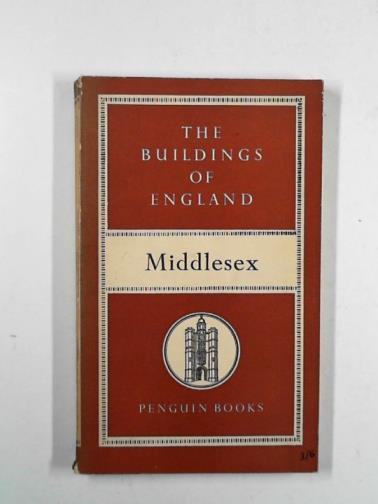 THE
BUILDINGS
OF
ENGLAND
Middlesex
PENGUIN BOOKS
3/6